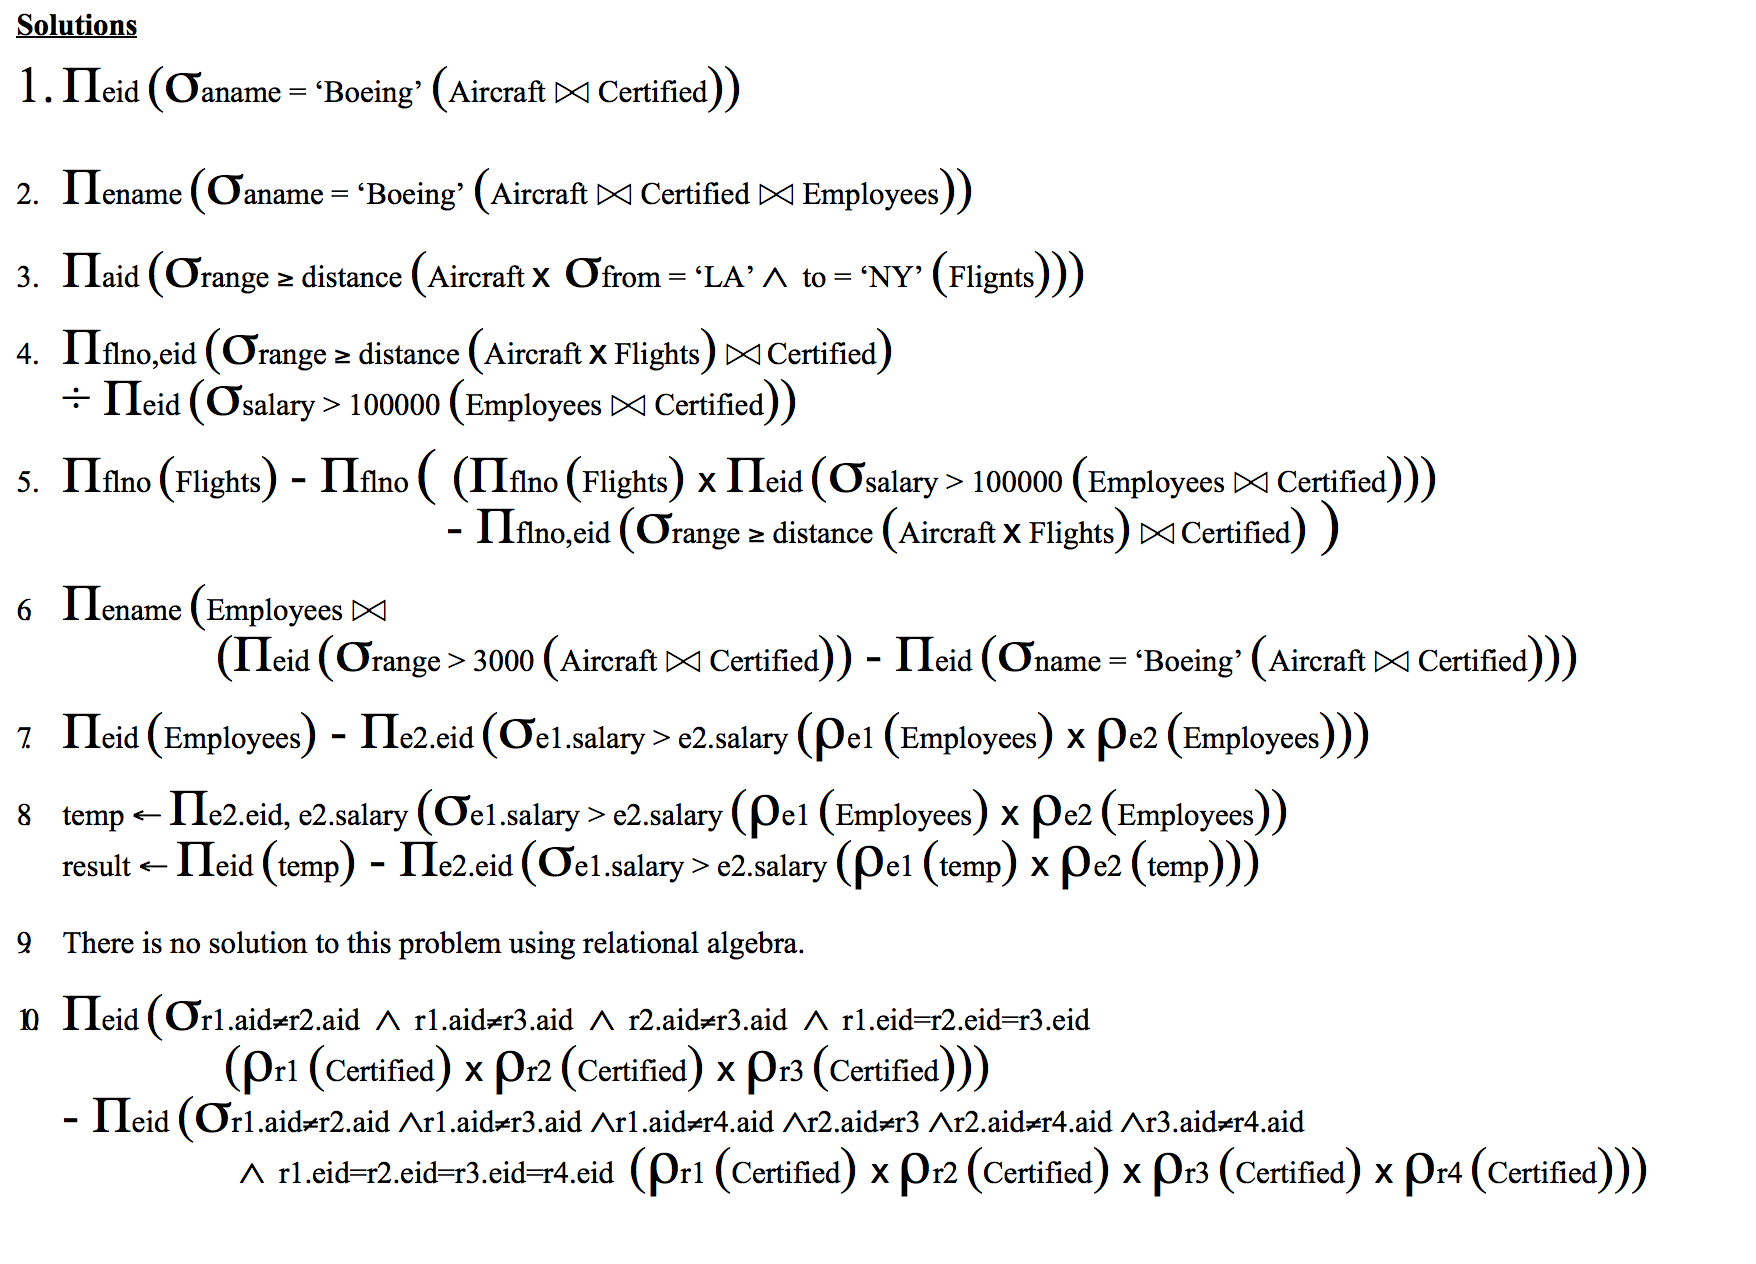 Solutions
1. Πeid (σaname = ‘Boeing’ (Aircraft ⋈ Certified))
2. Πename (σaname = ‘Boeing’ (Aircraft ⋈ Certified ⋈ Employees))
3. Πaid (σrange ≥ distance (Aircraft x σfrom = ‘LA’ ∧ to = ‘NY’ (Flignts)))
4. Πflno,eid (σrange ≥ distance (Aircraft x Flights) ⋈ Certified)
÷ Πeid (σsalary > 100000 (Employees ⋈ Certified))
5. Πflno (Flights) - Πflno ( (Πflno (Flights) x Πeid (σsalary > 100000 (Employees ⋈ Certified)))
- Πflno,eid (σrange ≥ distance (Aircraft x Flights) ⋈ Certified) )
6 Πename (Employees ⋈
(Πeid (σrange > 3000 (Aircraft ⋈ Certified)) - Πeid (σname = ‘Boeing’ (Aircraft ⋈ Certified)))
7. Πeid (Employees) - Πe2.eid (σe1.salary > e2.salary (ρe1 (Employees) x ρe2 (Employees)))
8 temp ← Πe2.eid, e2.salary (σe1.salary > e2.salary (ρe1 (Employees) x ρe2 (Employees))
result ← Πeid (temp) - Πe2.eid (σe1.salary > e2.salary (ρe1 (temp) x ρe2 (temp)))
9. There is no solution to this problem using relational algebra.
10 Πeid (σr1.aid≠r2.aid ∧ r1.aid≠r3.aid ∧ r2.aid≠r3.aid ∧ r1.eid=r2.eid=r3.eid
(ρr1 (Certified) x ρr2 (Certified) x ρr3 (Certified)))
- Πeid (σr1.aid≠r2.aid ∧r1.aid≠r3.aid ∧r1.aid≠r4.aid ∧r2.aid≠r3 ∧r2.aid≠r4.aid ∧r3.aid≠r4.aid
∧ r1.eid=r2.eid=r3.eid=r4.eid (ρr1 (Certified) x ρr2 (Certified) x ρr3 (Certified) x ρr4 (Certified)))